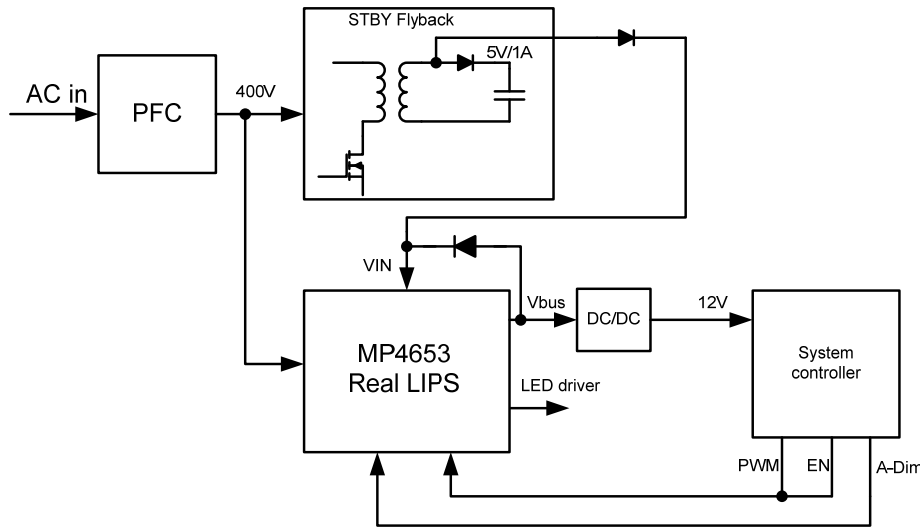 STBY Flyback
5V/1A
AC in
PFC
400V
VIN
Vbus
DC/DC
12V
MP4653
Real LIPS
System
controller
LED driver
PWM
EN
A-Dim